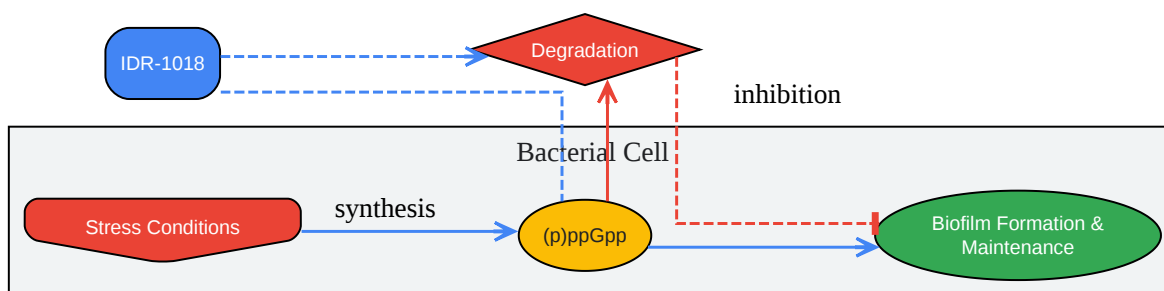 IDR-1018
Degradation
inhibition
Bacterial Cell
Stress Conditions
synthesis
(p)ppGpp
Biofilm Formation &
Maintenance